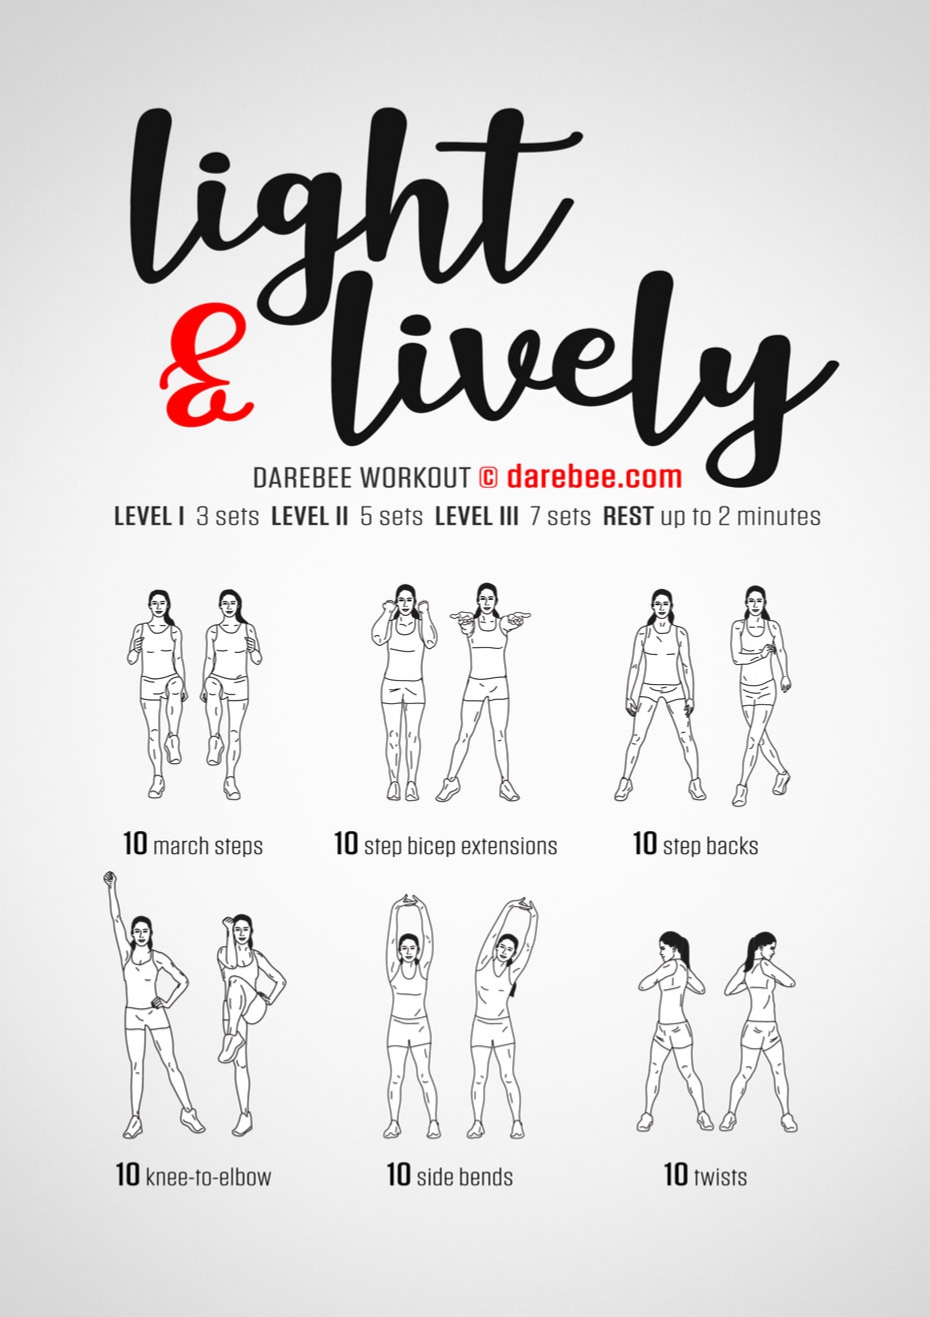 light
& lively
DAREBEE WORKOUT © darebee.com
LEVEL I 3 sets LEVEL II 5 sets LEVEL III 7 sets REST up to 2 minutes
10 march steps
10 step bicep extensions
10 step backs
10 knee-to-elbow
10 side bends
10 twists